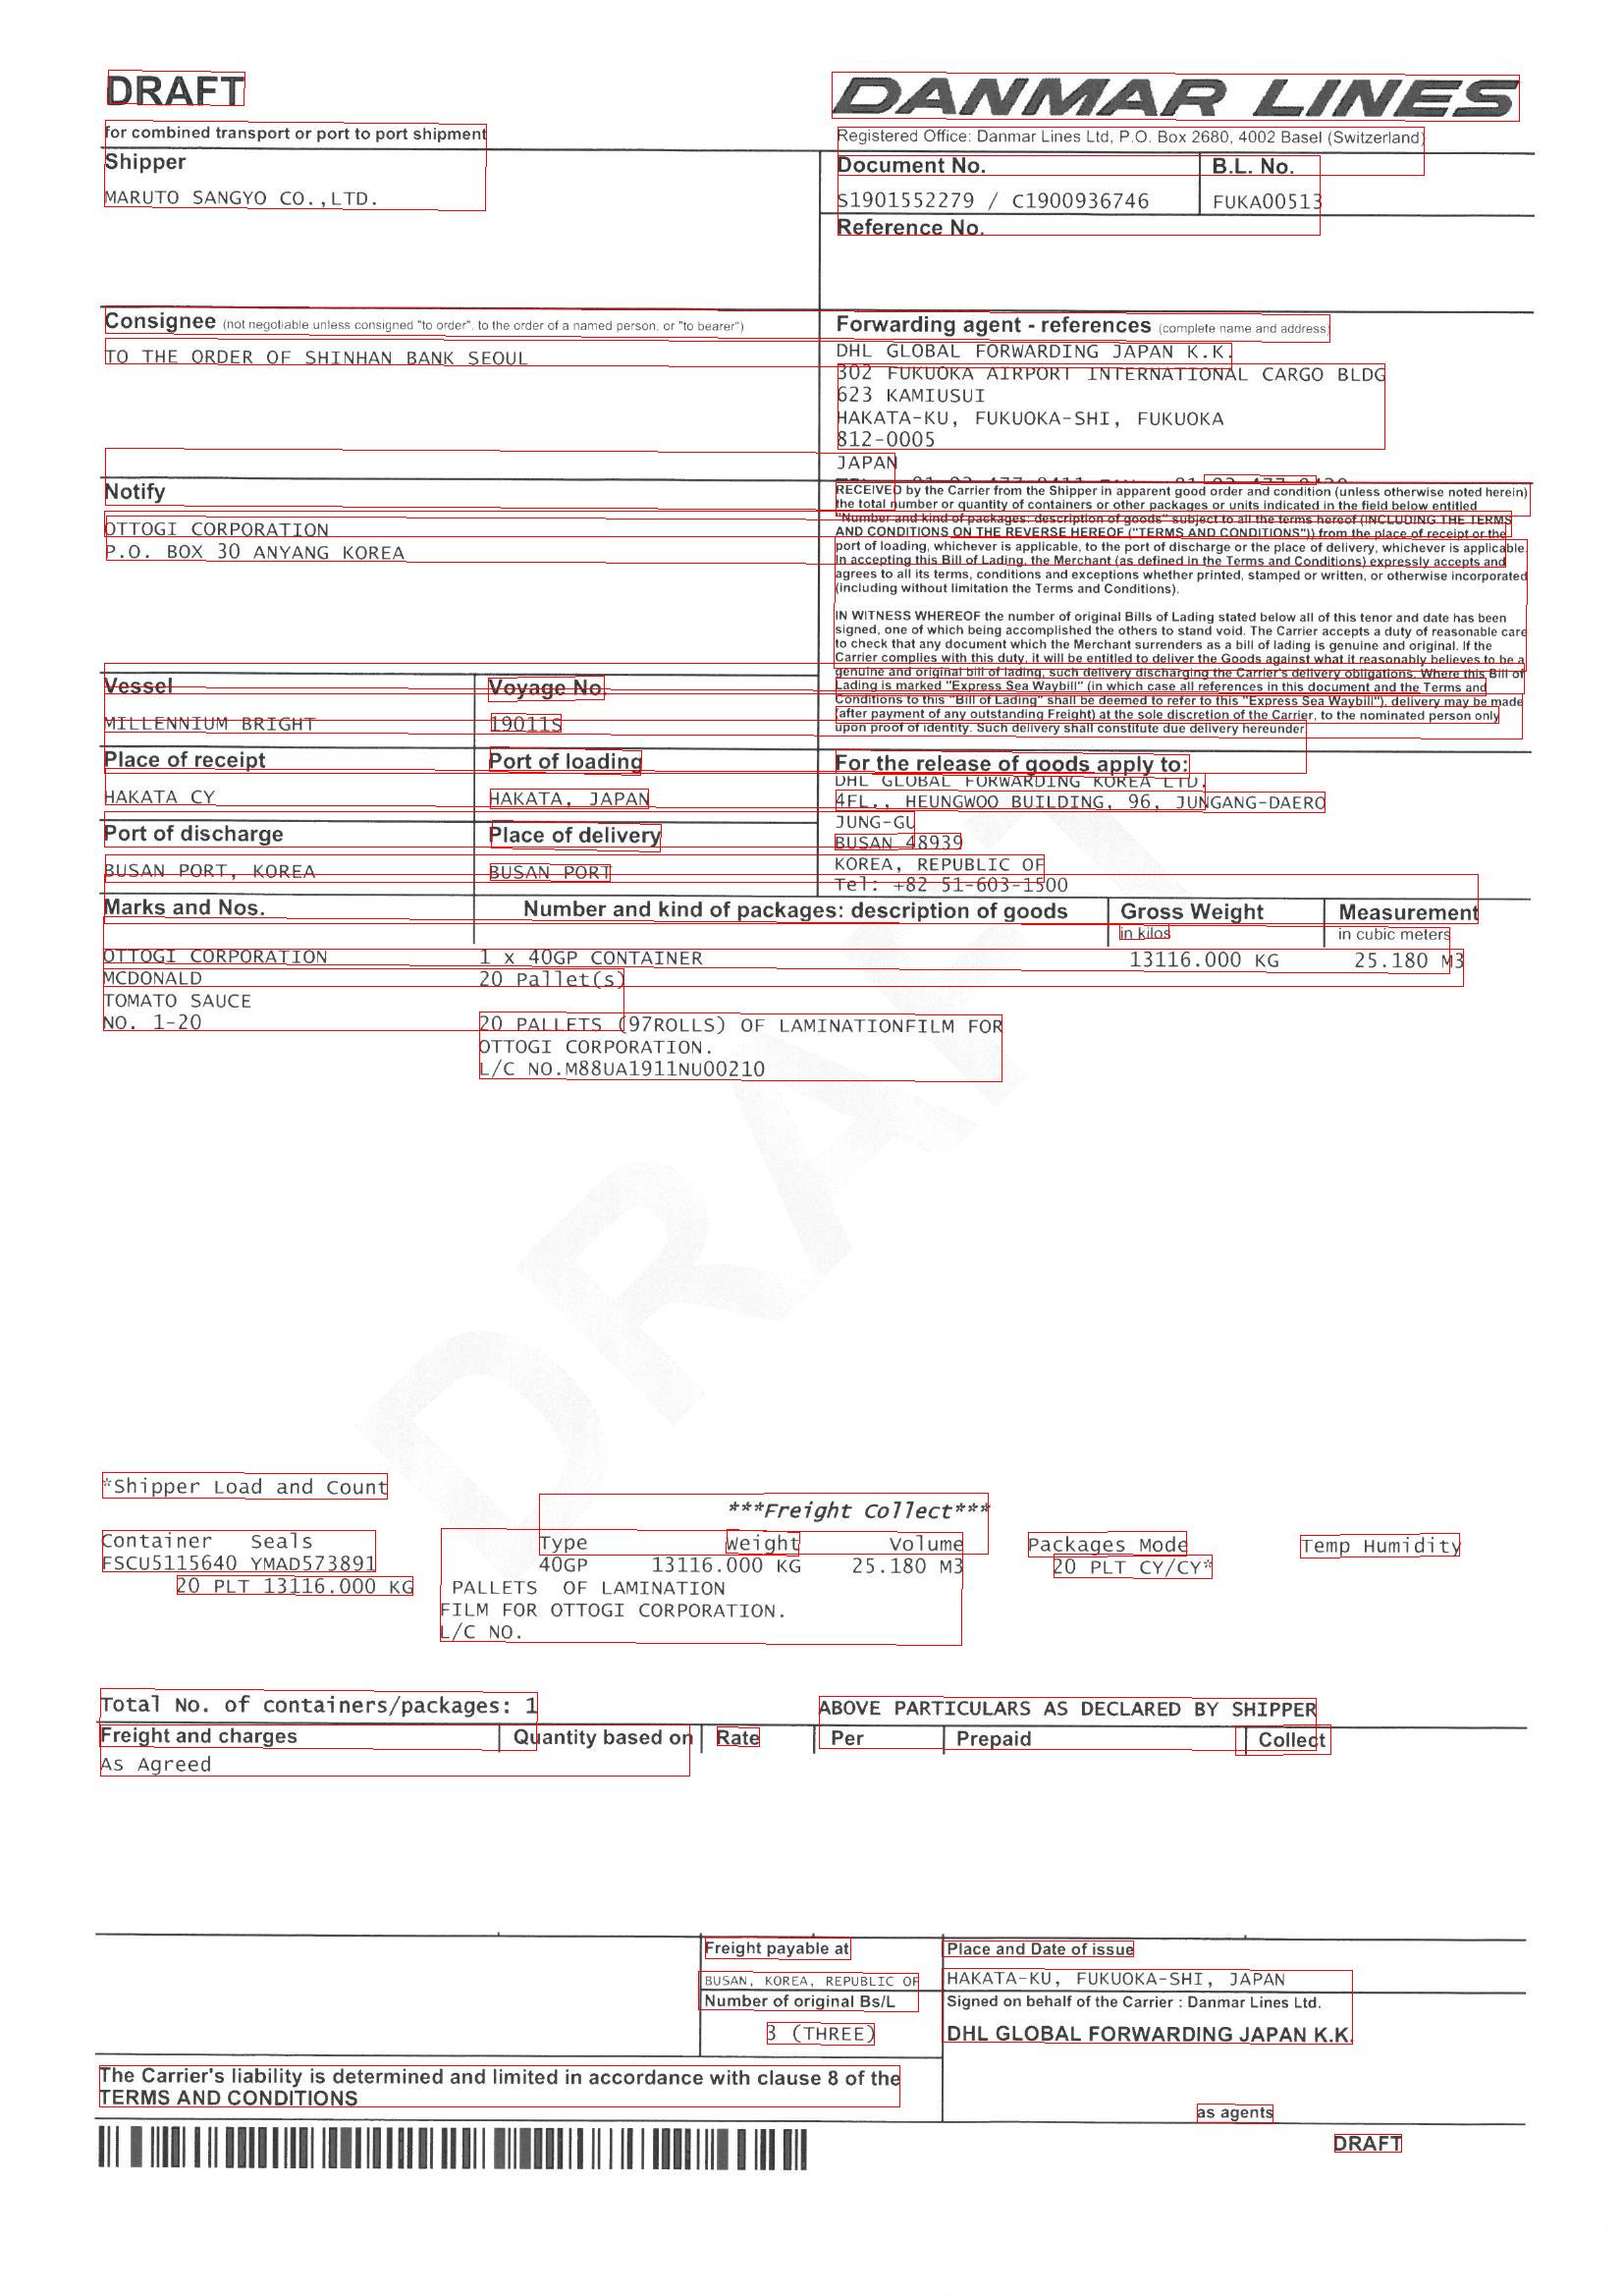 DRAFT
DANMAR LINES
for combined transport or port to port shipment
Registered Office: Danmar Lines Ltd, P.O. Box 2680, 4002 Basel (Switzerland)
Shipper
MARUTO SANGYO CO.,LTD.
Document No.
B.L. No.
S1901552279 / C1900936746
FUKA00513
Reference No.
Consignee (not negotiable unless consigned "to order", to the order of a named person, or "to bearer")
TO THE ORDER OF SHINHAN BANK SEOUL
Forwarding agent - references (complete name and address)
DHL GLOBAL FORWARDING JAPAN K.K.
302 FUKUOKA AIRPORT INTERNATIONAL CARGO BLDG
623 KAMIUSUI
HAKATA-KU, FUKUOKA-SHI, FUKUOKA
812-0005
JAPAN
Notify
OTTOGI CORPORATION
P.O. BOX 30 ANYANG KOREA
RECEIVED by the Carrier from the Shipper in apparent good order and condition (unless otherwise noted herein)
the total number or quantity of containers or other packages or units indicated in the field below entitled
"Number and kind of packages: description of goods" subject to all the terms hereof (INCLUDING THE TERMS
AND CONDITIONS ON THE REVERSE HEREOF ("TERMS AND CONDITIONS")) from the place of receipt or the
port of loading, whichever is applicable, to the port of discharge or the place of delivery, whichever is applicable.
In accepting this Bill of Lading, the Merchant (as defined in the Terms and Conditions) expressly accepts and
agrees to all its terms, conditions and exceptions whether printed, stamped or written, or otherwise incorporated
(including without limitation the Terms and Conditions).
IN WITNESS WHEREOF the number of original Bills of Lading stated below all of this tenor and date has been
signed, one of which being accomplished the others to stand void. The Carrier accepts a duty of reasonable care
to check that any document which the Merchant surrenders as a bill of lading is genuine and original. If the
Carrier complies with this duty, it will be entitled to deliver the Goods against what it reasonably believes to be a
genuine and original bill of lading, such delivery discharging the Carrier's delivery obligations. Where this Bill of
Lading is marked "Express Sea Waybill" (in which case all references in this document and the Terms and
Conditions to this "Bill of Lading" shall be deemed to refer to this "Express Sea Waybill"), delivery may be made
(after payment of any outstanding Freight) at the sole discretion of the Carrier, to the nominated person only
upon proof of identity. Such delivery shall constitute due delivery hereunder
Vessel
Voyage No.
MILLENNIUM BRIGHT
19011S
Place of receipt
Port of loading
HAKATA CY
HAKATA, JAPAN
Port of discharge
Place of delivery
BUSAN PORT, KOREA
BUSAN PORT
For the release of goods apply to:
DHL GLOBAL FORWARDING KOREA LTD.
4FL., HEUNGWOO BUILDING, 96, JUNGANG-DAERO
JUNG-GU
BUSAN 48939
KOREA, REPUBLIC OF
Tel: +82 51-603-1500
Marks and Nos.
Number and kind of packages: description of goods
Gross Weight
in kilos
Measurement
in cubic meters
OTTOGI CORPORATION
1 x 40GP CONTAINER
13116.000 KG
25.180 M3
MCDONALD
20 Pallet(s)
TOMATO SAUCE
NO. 1-20
20 PALLETS (97ROLLS) OF LAMINATIONFILM FOR
OTTOGI CORPORATION.
L/C NO.M88UA1911NU00210
DRAFT
*Shipper Load and Count
***Freight Collect***
Container Seals Type Weight Volume Packages Mode Temp Humidity
FSCU5115640 YMAD573891 40GP 13116.000 KG 25.180 M3 20 PLT CY/CY*
20 PLT 13116.000 KG PALLETS OF LAMINATION
FILM FOR OTTOGI CORPORATION.
L/C NO.
Total No. of containers/packages: 1
ABOVE PARTICULARS AS DECLARED BY SHIPPER
Freight and charges
Quantity based on
Rate
Per
Prepaid
Collect
As Agreed
Freight payable at
BUSAN, KOREA, REPUBLIC OF
Place and Date of issue
HAKATA-KU, FUKUOKA-SHI, JAPAN
Number of original Bs/L
3 (THREE)
Signed on behalf of the Carrier : Danmar Lines Ltd.
DHL GLOBAL FORWARDING JAPAN K.K.
The Carrier's liability is determined and limited in accordance with clause 8 of the
TERMS AND CONDITIONS
as agents
DRAFT